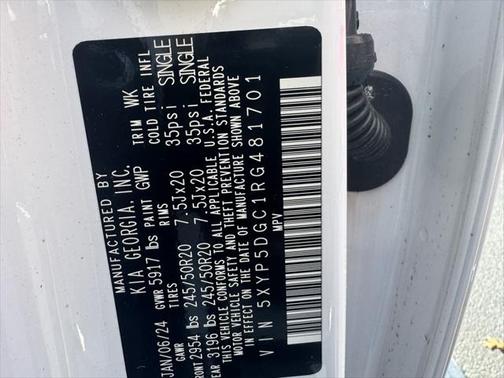 MANUFACTURED BY
KIA GEORGIA, INC.
JAN/06/24 GVWR 5917 lbs PAINT GWP TRIM WK
GAWR TIRES RIMS COLD TIRE INFL
FRONT 2954 lbs 245/50R20 7.5Jx20 35psi SINGLE
REAR 3196 lbs 245/50R20 7.5Jx20 35psi SINGLE
THIS VEHICLE CONFORMS TO ALL APPLICABLE U.S.A. FEDERAL
MOTOR VEHICLE SAFETY AND THEFT PREVENTION STANDARDS
IN EFFECT ON THE DATE OF MANUFACTURE SHOWN ABOVE
VIN 5XYP5DGC1RG481701
MPV